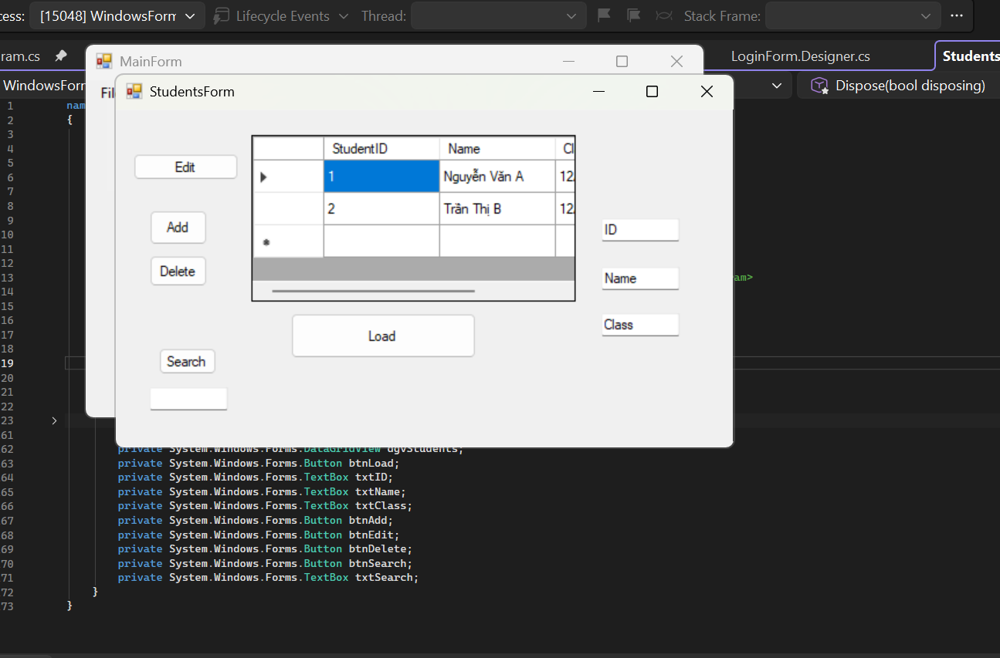 cess: [15048] WindowsForm Lifecycle Events Thread: Stack Frame:
ram.cs LoginForm.Designer.cs Students
MainForm
WindowsForm Dispose(bool disposing)
Fil
StudentsForm
StudentID Name Cl
1 Nguyễn Văn A 12
2 Trần Thị B 12
*
Edit
Add
Delete
Load
Search
ID
Name
Class
1 nam
2 {
3
4
5
6
7
8
9
10
11
12
13 am>
14
15
16
17
18
19
20
21
22
23
61
62 private System.Windows.Forms.DataGridView dgvStudents;
63 private System.Windows.Forms.Button btnLoad;
64 private System.Windows.Forms.TextBox txtID;
65 private System.Windows.Forms.TextBox txtName;
66 private System.Windows.Forms.TextBox txtClass;
67 private System.Windows.Forms.Button btnAdd;
68 private System.Windows.Forms.Button btnEdit;
69 private System.Windows.Forms.Button btnDelete;
70 private System.Windows.Forms.Button btnSearch;
71 private System.Windows.Forms.TextBox txtSearch;
72 }
73 }